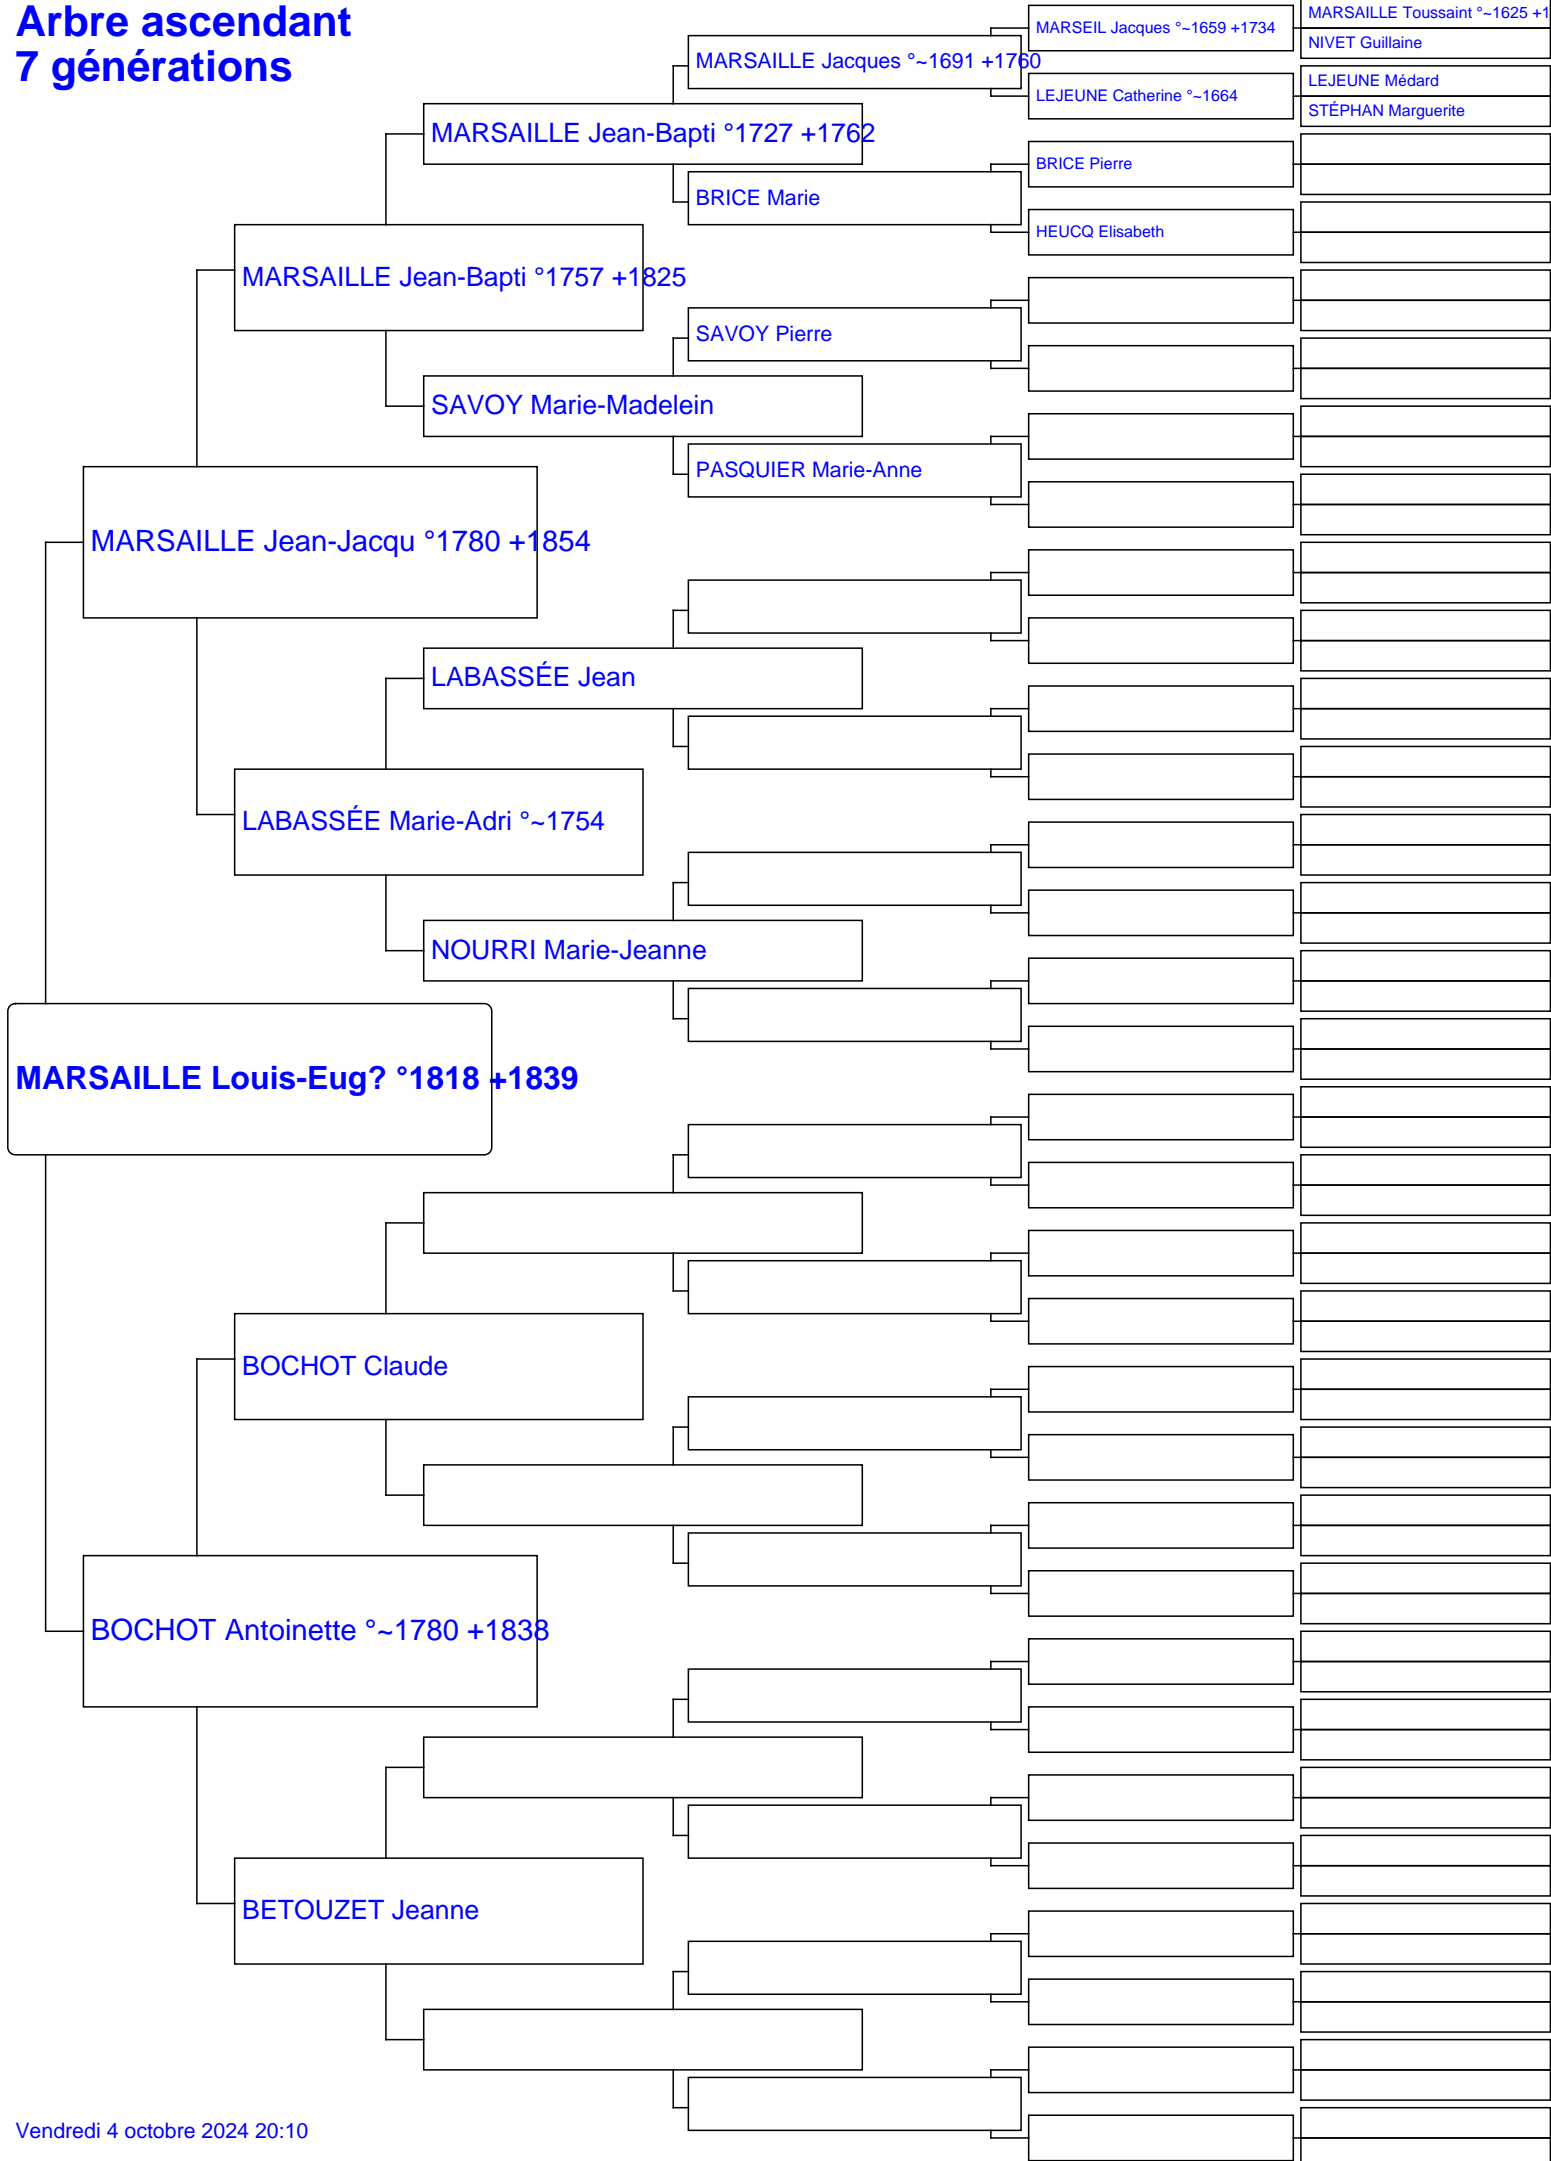 Arbre ascendant
7 générations
MARSAILLE Toussaint °~1625 +1
MARSEIL Jacques °~1659 +1734
NIVET Guillaine
MARSAILLE Jacques °~1691 +1760
LEJEUNE Médard
LEJEUNE Catherine °~1664
STÉPHAN Marguerite
MARSAILLE Jean-Bapti °1727 +1762
BRICE Pierre
BRICE Marie
HEUCQ Elisabeth
MARSAILLE Jean-Bapti °1757 +1825
SAVOY Pierre
SAVOY Marie-Madelein
PASQUIER Marie-Anne
MARSAILLE Jean-Jacqu °1780 +1854
LABASSÉE Jean
LABASSÉE Marie-Adri °~1754
NOURRI Marie-Jeanne
MARSAILLE Louis-Eug? °1818 +1839
BOCHOT Claude
BOCHOT Antoinette °~1780 +1838
BETOUZET Jeanne
Vendredi 4 octobre 2024 20:10